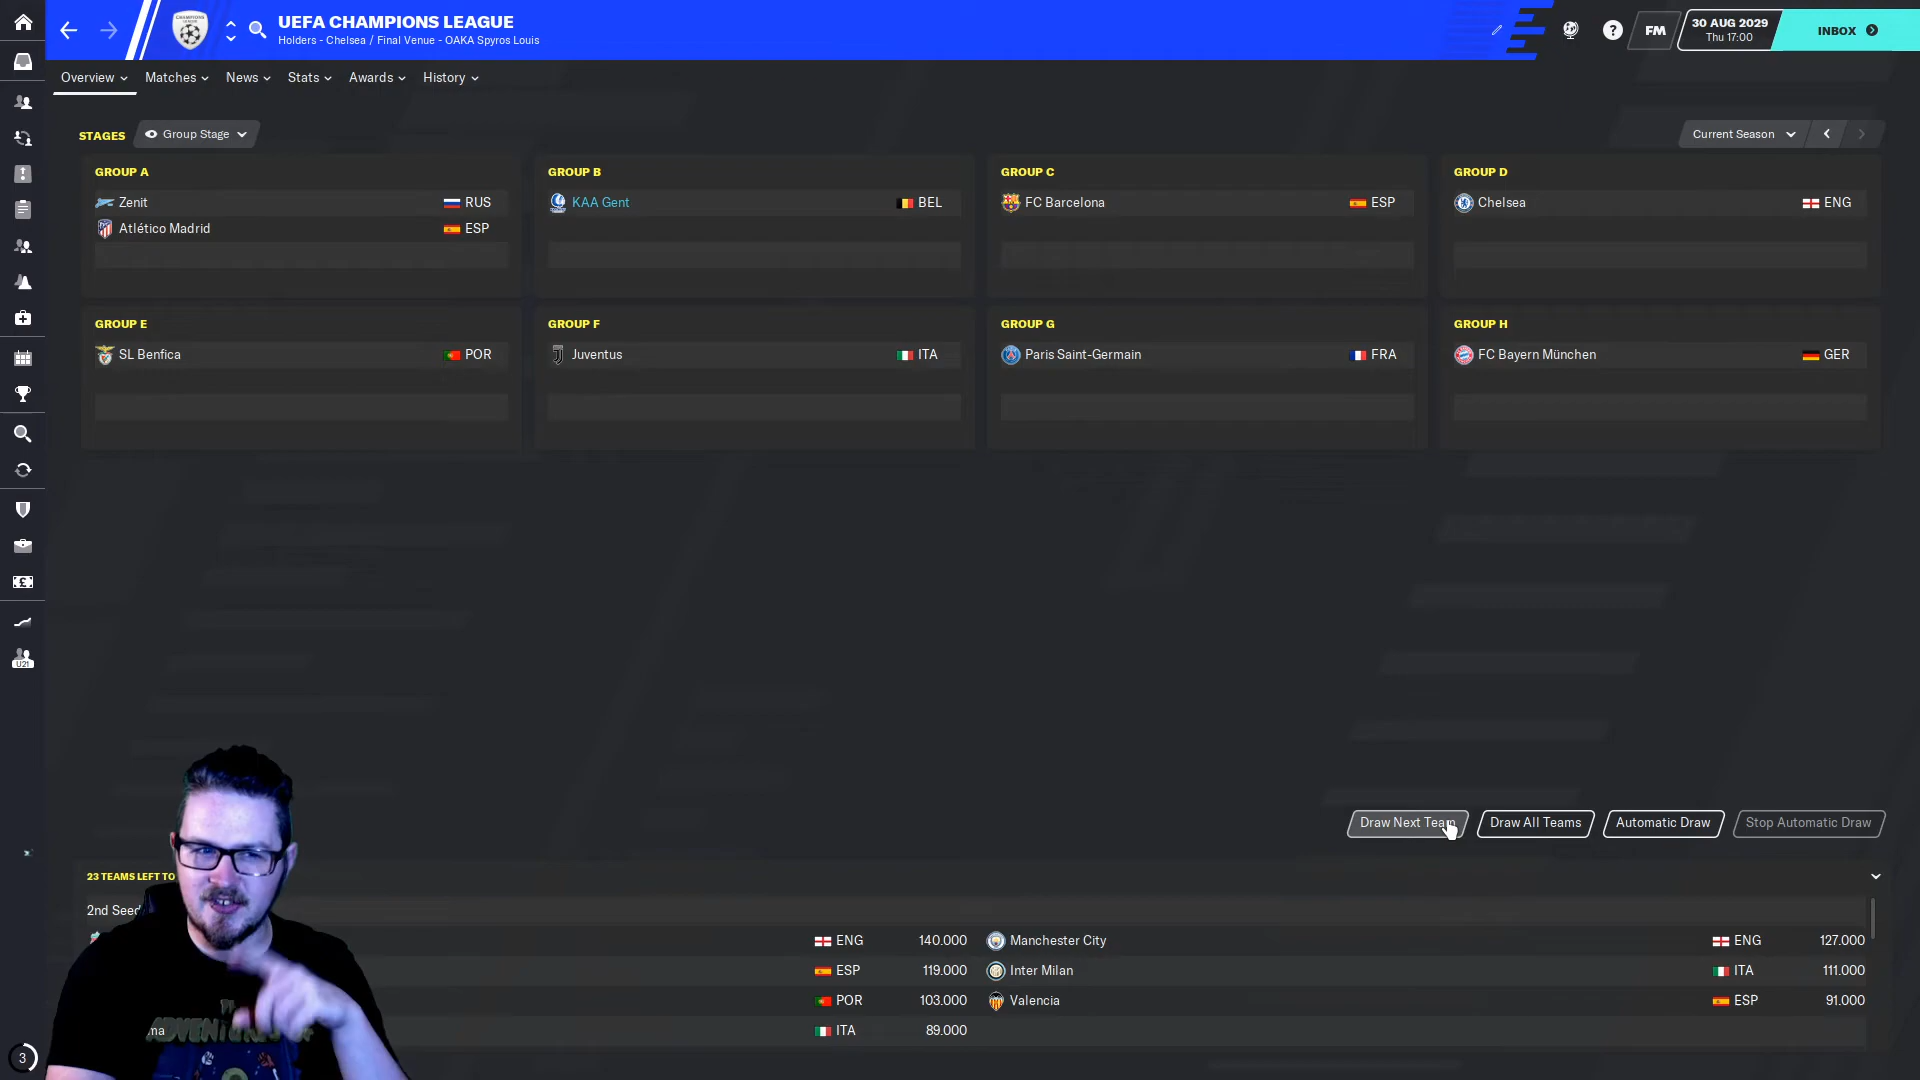 UEFA CHAMPIONS LEAGUE
Holders - Chelsea / Final Venue - OAKA Spyros Louis
FM
30 AUG 2029
Thu 17:00
INBOX
Overview Matches News Stats Awards History
STAGES Group Stage Current Season
GROUP A
Zenit RUS
Atlético Madrid ESP
GROUP B
KAA Gent BEL
GROUP C
FC Barcelona ESP
GROUP D
Chelsea ENG
GROUP E
SL Benfica POR
GROUP F
Juventus ITA
GROUP G
Paris Saint-Germain FRA
GROUP H
FC Bayern München GER
Draw Next Team Draw All Teams Automatic Draw Stop Automatic Draw
23 TEAMS LEFT TO
2nd Seed
ENG 140.000 Manchester City ENG 127.000
ESP 119.000 Inter Milan ITA 111.000
POR 103.000 Valencia ESP 91.000
ma ITA 89.000
U21
3